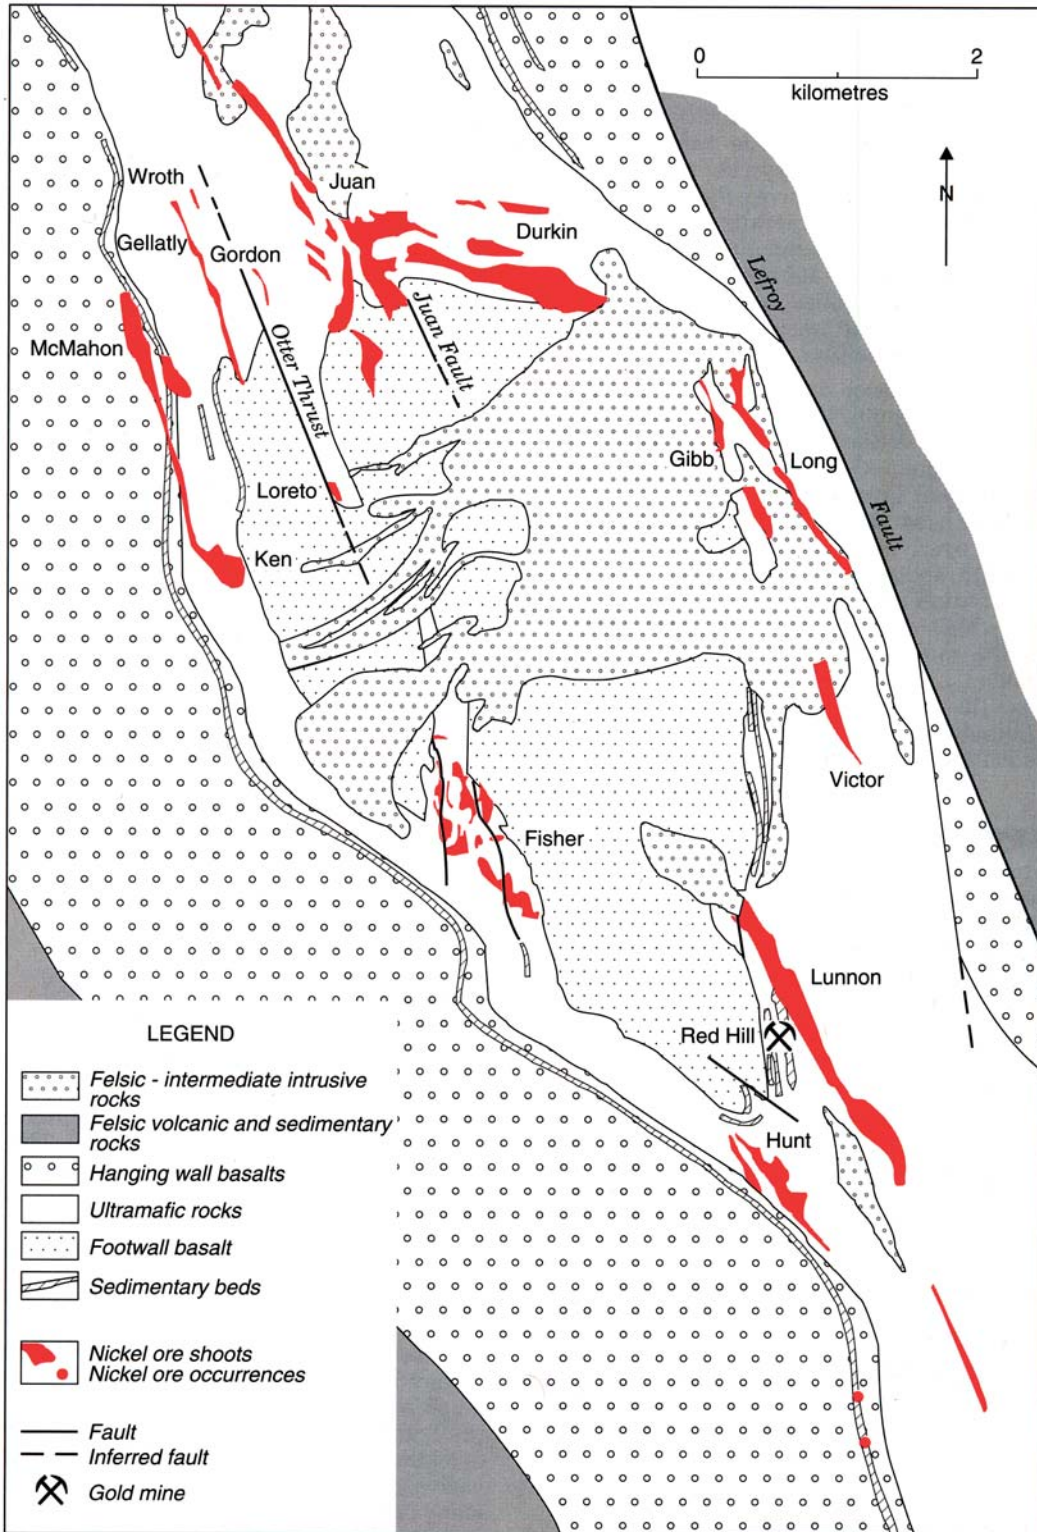 0 2
kilometres
N
Wroth
Juan
Gellatly
Gordon
Durkin
Lefroy
McMahon
Otter Thrust
Juan Fault
Gibb
Long
Loreto
Fault
Ken
Victor
Fisher
Lunnon
Red Hill
Hunt
LEGEND
Felsic - intermediate intrusive
rocks
Felsic volcanic and sedimentary
rocks
Hanging wall basalts
Ultramafic rocks
Footwall basalt
Sedimentary beds
Nickel ore shoots
Nickel ore occurrences
Fault
Inferred fault
Gold mine